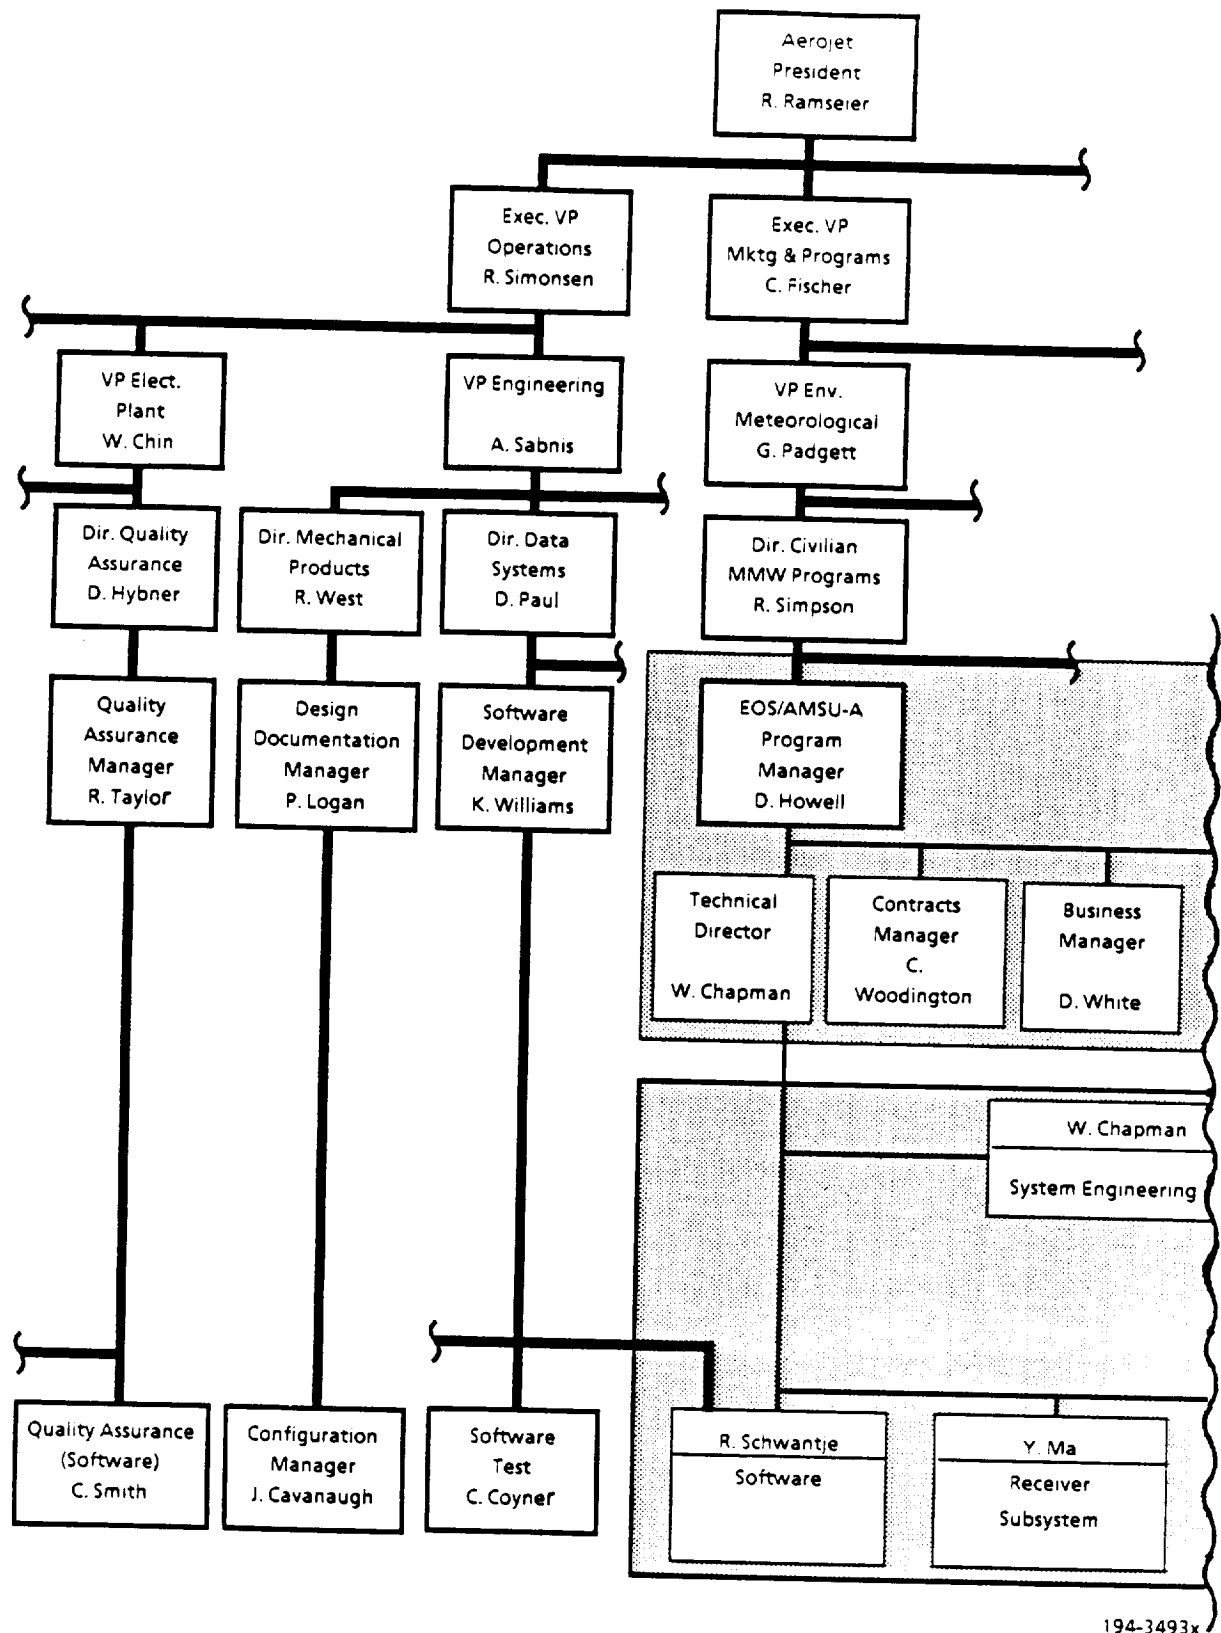 Aerojet
President
R. Ramseier
Exec. VP
Operations
R. Simonsen
Exec. VP
Mktg & Programs
C. Fischer
VP Elect.
Plant
W. Chin
VP Engineering
A. Sabnis
VP Env.
Meteorological
G. Padgett
Dir. Quality
Assurance
D. Hybner
Dir. Mechanical
Products
R. West
Dir. Data
Systems
D. Paul
Dir. Civilian
MMW Programs
R. Simpson
Quality
Assurance
Manager
R. Taylor
Design
Documentation
Manager
P. Logan
Software
Development
Manager
K. Williams
EOS/AMSU-A
Program
Manager
D. Howell
Technical
Director
W. Chapman
Contracts
Manager
C.
Woodington
Business
Manager
D. White
W. Chapman
System Engineering
Quality Assurance
(Software)
C. Smith
Configuration
Manager
J. Cavanaugh
Software
Test
C. Coyner
R. Schwantje
Software
Y. Ma
Receiver
Subsystem
194-3493x